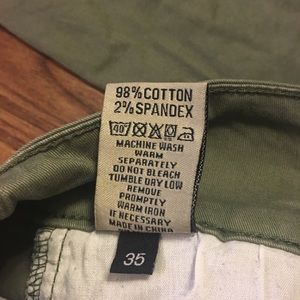 98% COTTON
2% SPANDEX
40
MACHINE WASH
WARM
SEPARATELY
DO NOT BLEACH
TUMBLE DRY LOW
REMOVE
PROMPTLY
WARM IRON
IF NECESSARY
MADE IN CHINA
35